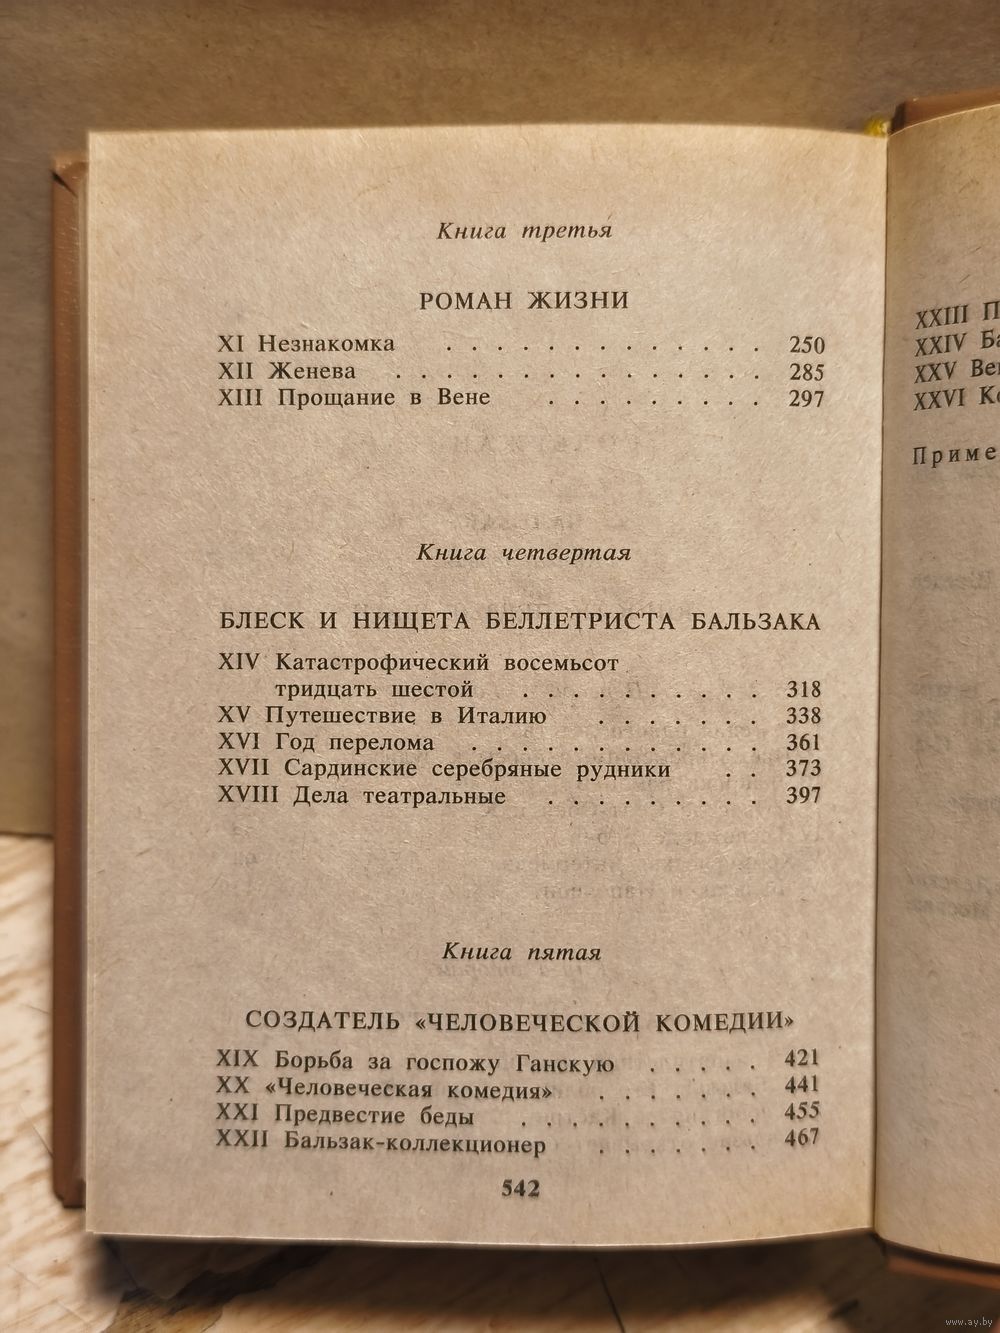 Книга третья
РОМАН ЖИЗНИ
XI Незнакомка . . . . . . . . . . . . . 250
XII Женева . . . . . . . . . . . . . . . 285
XIII Прощание в Вене . . . . . . . . . 297
Книга четвертая
БЛЕСК И НИЩЕТА БЕЛЛЕТРИСТА БАЛЬЗАКА
XIV Катастрофический восемьсот
тридцать шестой . . . . . . . . . . 318
XV Путешествие в Италию . . . . . . . 338
XVI Год перелома . . . . . . . . . . . . 361
XVII Сардинские серебряные рудники . . 373
XVIII Дела театральные . . . . . . . . . 397
Книга пятая
СОЗДАТЕЛЬ «ЧЕЛОВЕЧЕСКОЙ КОМЕДИИ»
XIX Борьба за госпожу Ганскую . . . . . 421
XX «Человеческая комедия» . . . . . . . 441
XXI Предвестие беды . . . . . . . . . . 455
XXII Бальзак-коллекционер . . . . . . . 467
542
XXIII
XXIV
XXV
XXVI
www.ay.by